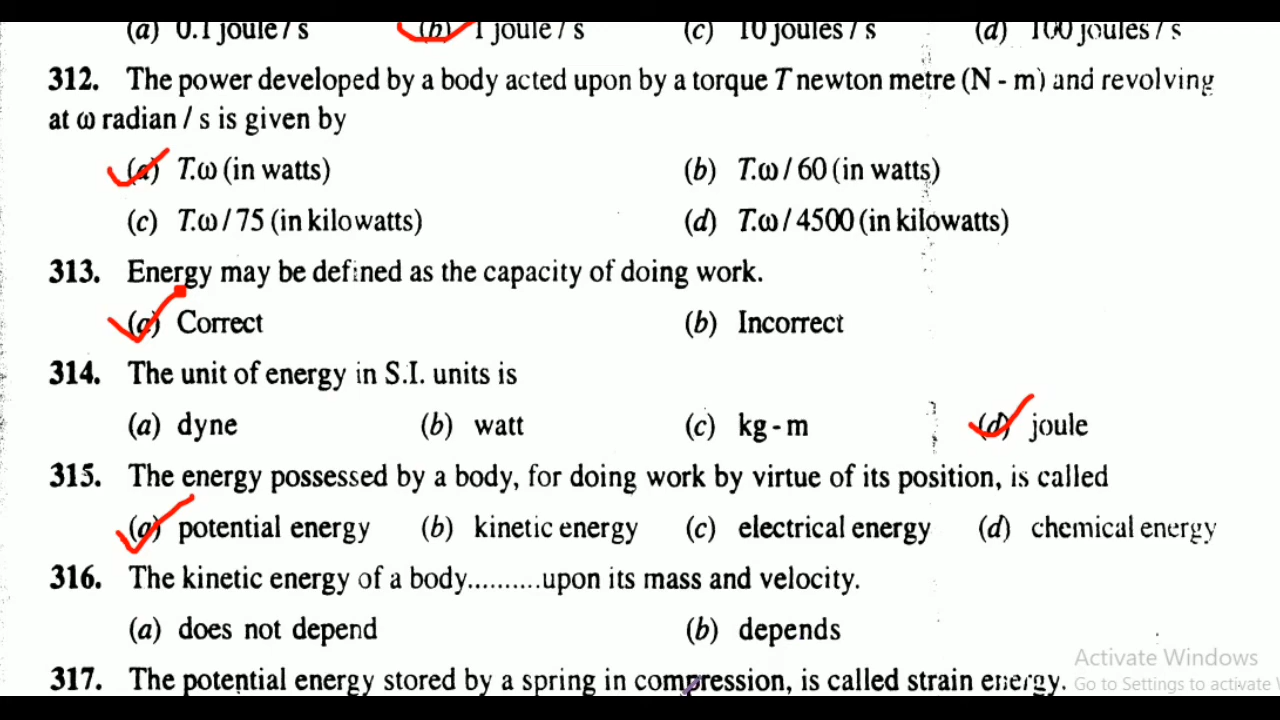 (a) 0.1 joule / s (b) 1 joule / s (c) 10 joules / s (d) 100 joules / s
312. The power developed by a body acted upon by a torque T newton metre (N - m) and revolving
at ω radian / s is given by
(a) T.ω (in watts) (b) T.ω / 60 (in watts)
(c) T.ω / 75 (in kilowatts) (d) T.ω / 4500 (in kilowatts)
313. Energy may be defined as the capacity of doing work.
(a) Correct (b) Incorrect
314. The unit of energy in S.I. units is
(a) dyne (b) watt (c) kg - m (d) joule
315. The energy possessed by a body, for doing work by virtue of its position, is called
(a) potential energy (b) kinetic energy (c) electrical energy (d) chemical energy
316. The kinetic energy of a body..........upon its mass and velocity.
(a) does not depend (b) depends
Activate Windows
317. The potential energy stored by a spring in compression, is called strain energy.
Go to Settings to activate